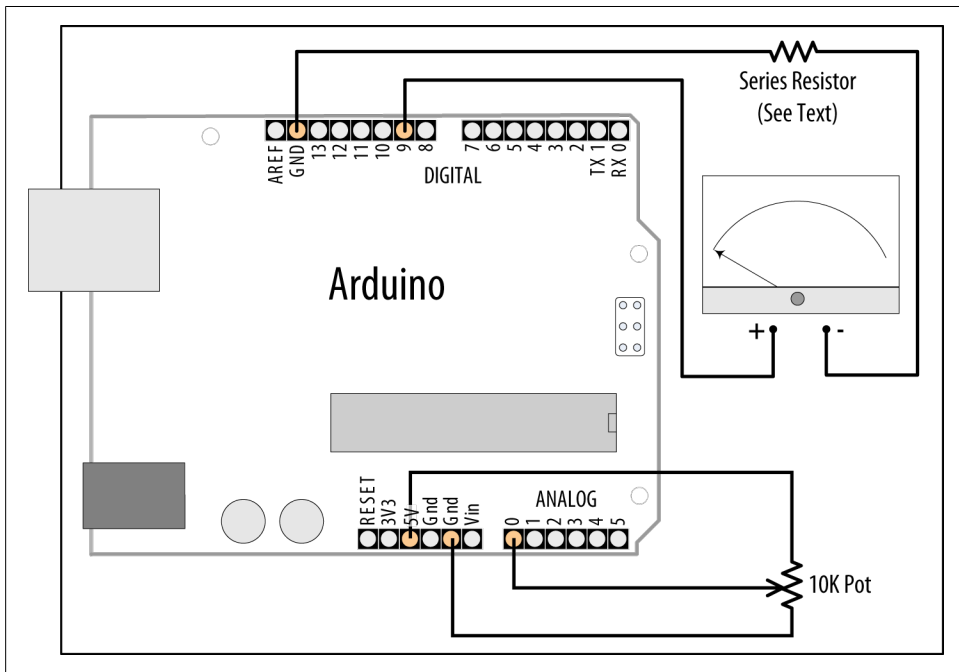 Series Resistor
(See Text)
AREF
GND
13
12
11
10
9
8
7
6
5
4
3
2
TX 1
RX 0
DIGITAL
Arduino
+
-
RESET
3V3
5V
Gnd
Gnd
Vin
ANALOG
0
1
2
3
4
5
10K Pot